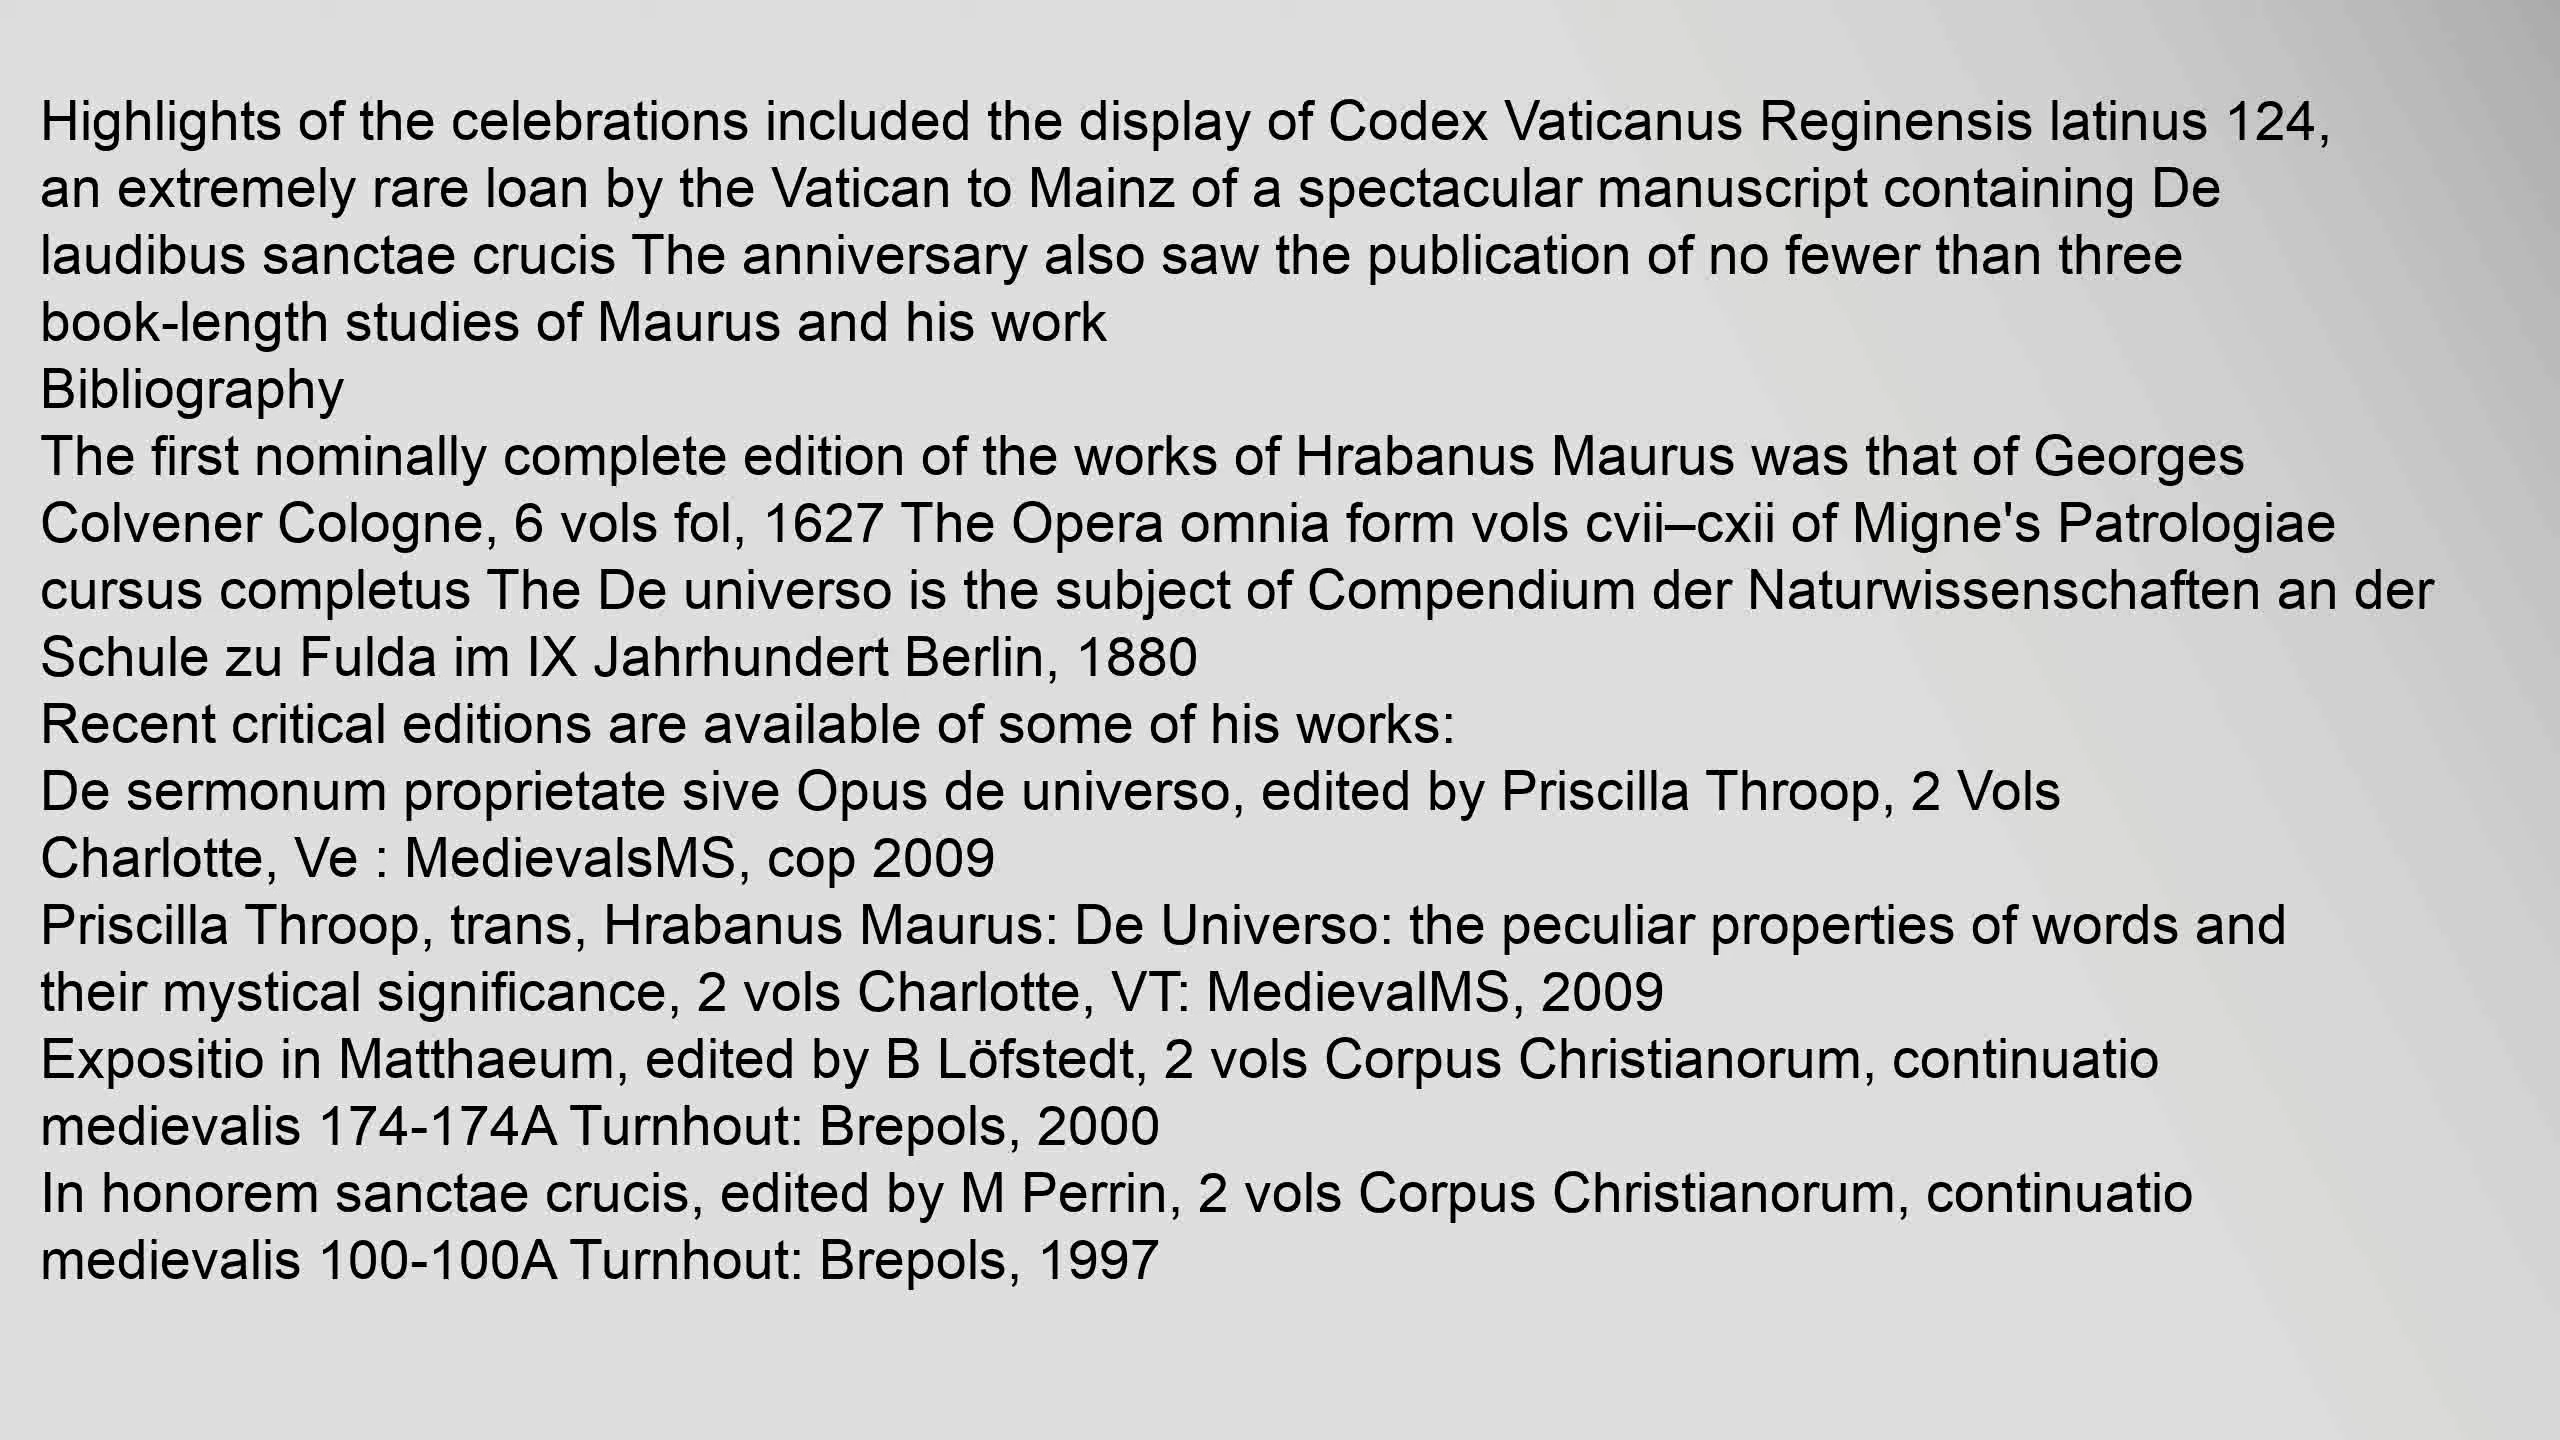 Highlights of the celebrations included the display of Codex Vaticanus Reginensis latinus 124,
an extremely rare loan by the Vatican to Mainz of a spectacular manuscript containing De
laudibus sanctae crucis The anniversary also saw the publication of no fewer than three
book-length studies of Maurus and his work
Bibliography
The first nominally complete edition of the works of Hrabanus Maurus was that of Georges
Colvener Cologne, 6 vols fol, 1627 The Opera omnia form vols cvii–cxii of Migne's Patrologiae
cursus completus The De universo is the subject of Compendium der Naturwissenschaften an der
Schule zu Fulda im IX Jahrhundert Berlin, 1880
Recent critical editions are available of some of his works:
De sermonum proprietate sive Opus de universo, edited by Priscilla Throop, 2 Vols
Charlotte, Ve : MedievalsMS, cop 2009
Priscilla Throop, trans, Hrabanus Maurus: De Universo: the peculiar properties of words and
their mystical significance, 2 vols Charlotte, VT: MedievalMS, 2009
Expositio in Matthaeum, edited by B Löfstedt, 2 vols Corpus Christianorum, continuatio
medievalis 174-174A Turnhout: Brepols, 2000
In honorem sanctae crucis, edited by M Perrin, 2 vols Corpus Christianorum, continuatio
medievalis 100-100A Turnhout: Brepols, 1997